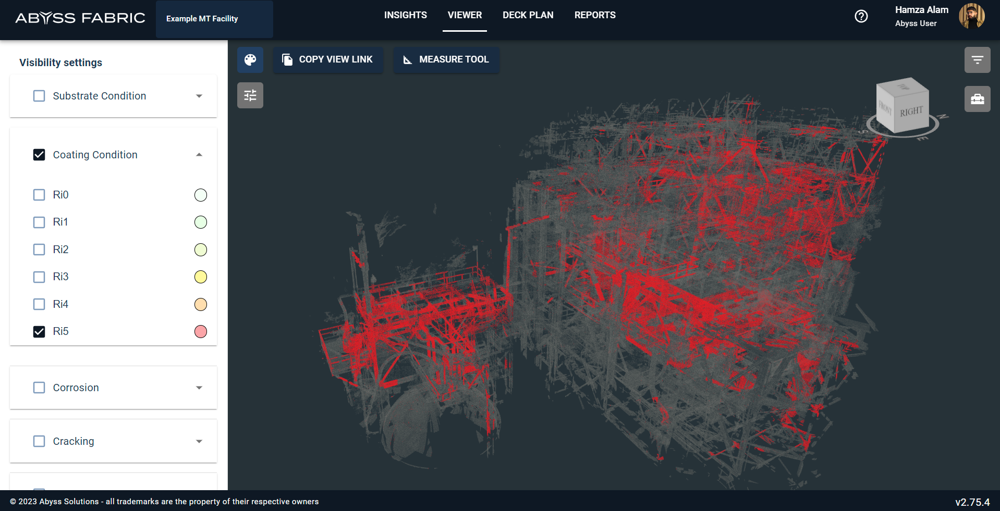 ABYSS FABRIC
Example MT Facility
INSIGHTS
VIEWER
DECK PLAN
REPORTS
Hamza Alam
Abyss User
Visibility settings
Substrate Condition
Coating Condition
Ri0
Ri1
Ri2
Ri3
Ri4
Ri5
Corrosion
Cracking
COPY VIEW LINK
MEASURE TOOL
TOP
FRONT
RIGHT
S
E
N
© 2023 Abyss Solutions - all trademarks are the property of their respective owners
v2.75.4